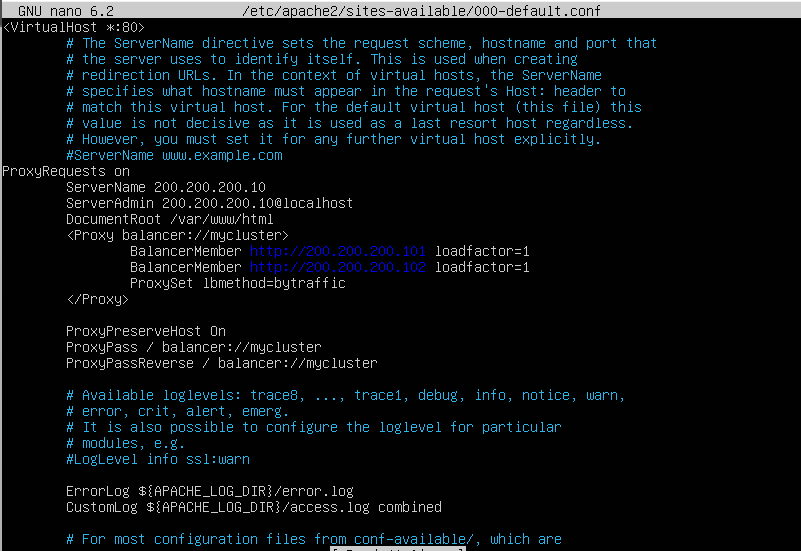 GNU nano 6.2 /etc/apache2/sites-available/000-default.conf
<VirtualHost *:80>
# The ServerName directive sets the request scheme, hostname and port that
# the server uses to identify itself. This is used when creating
# redirection URLs. In the context of virtual hosts, the ServerName
# specifies what hostname must appear in the request's Host: header to
# match this virtual host. For the default virtual host (this file) this
# value is not decisive as it is used as a last resort host regardless.
# However, you must set it for any further virtual host explicitly.
#ServerName www.example.com
ProxyRequests on
ServerName 200.200.200.10
ServerAdmin 200.200.200.10@localhost
DocumentRoot /var/www/html
<Proxy balancer://mycluster>
BalancerMember http://200.200.200.101 loadfactor=1
BalancerMember http://200.200.200.102 loadfactor=1
ProxySet lbmethod=bytraffic
</Proxy>
ProxyPreserveHost On
ProxyPass / balancer://mycluster
ProxyPassReverse / balancer://mycluster
# Available loglevels: trace8, ..., trace1, debug, info, notice, warn,
# error, crit, alert, emerg.
# It is also possible to configure the loglevel for particular
# modules, e.g.
#LogLevel info ssl:warn
ErrorLog ${APACHE_LOG_DIR}/error.log
CustomLog ${APACHE_LOG_DIR}/access.log combined
# For most configuration files from conf-available/, which are